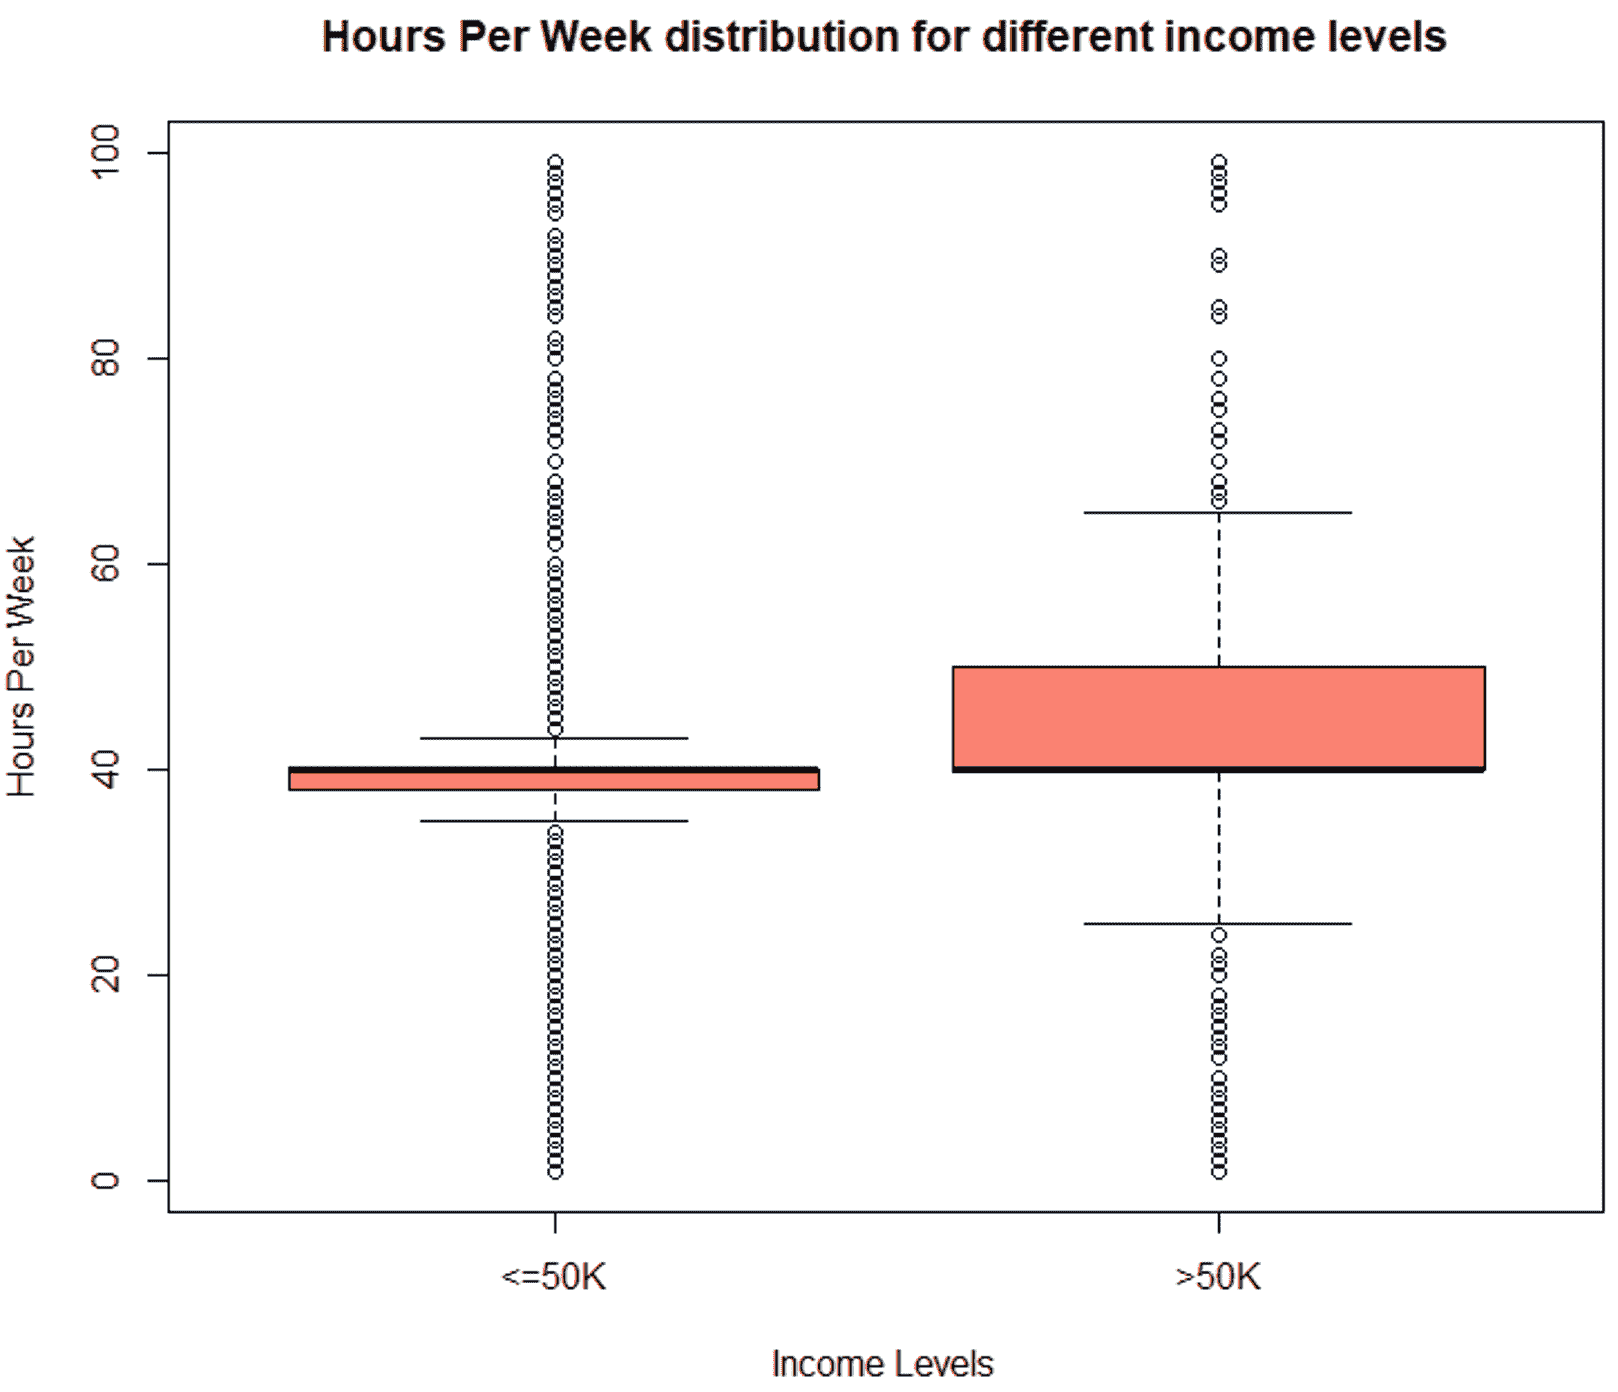 Hours Per Week distribution for different income levels
Hours Per Week
100
80
60
40
20
0
<=50K
>50K
Income Levels